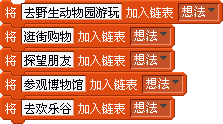 将 去野生动物园游玩 加入链表 想法
将 逛街购物 加入链表 想法
将 探望朋友 加入链表 想法
将 参观博物馆 加入链表 想法
将 去欢乐谷 加入链表 想法